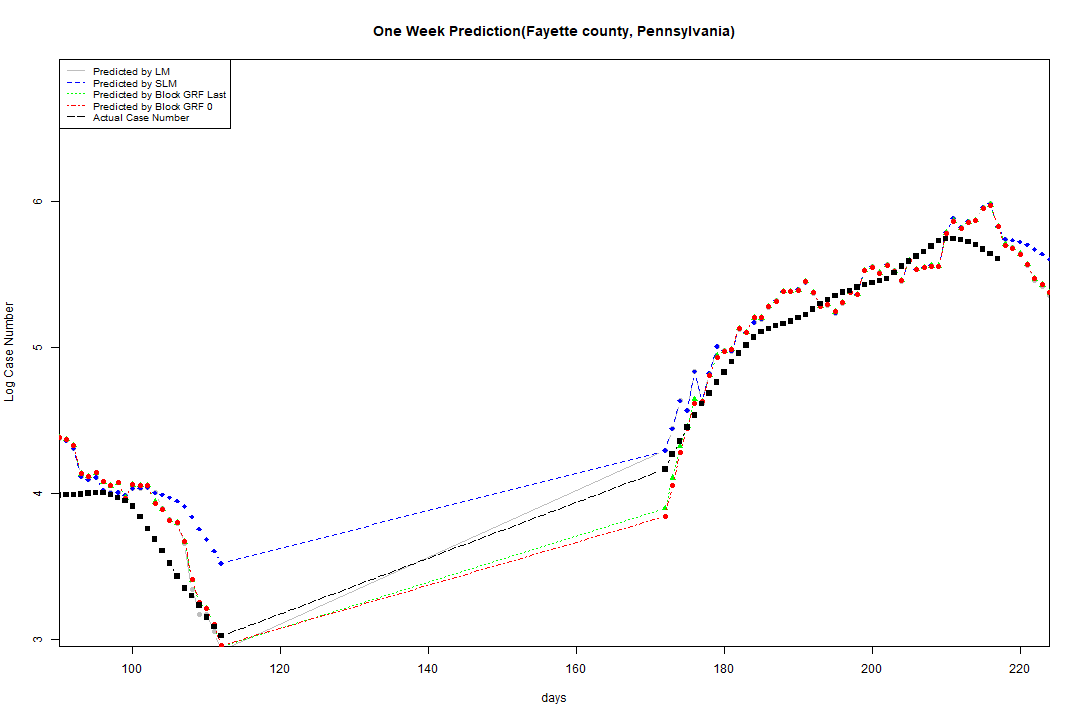 One Week Prediction(Fayette county, Pennsylvania)
Predicted by LM
Predicted by SLM
Predicted by Block GRF Last
Predicted by Block GRF 0
Actual Case Number
Log Case Number
6
5
4
3
100 120 140 160 180 200 220
days